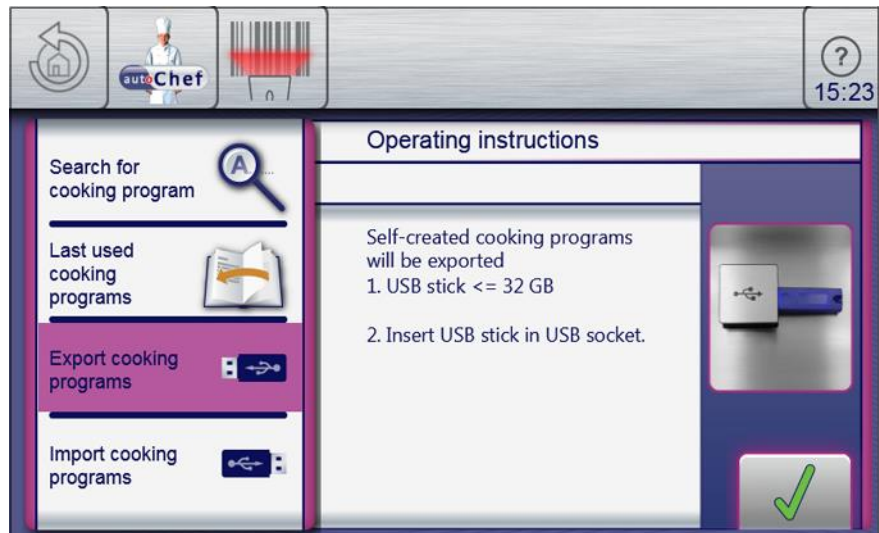 autoChef
?
15:23
Search for
cooking program
A...
Last used
cooking
programs
Export cooking
programs
Import cooking
programs
Operating instructions
Self-created cooking programs
will be exported
1. USB stick <= 32 GB
2. Insert USB stick in USB socket.